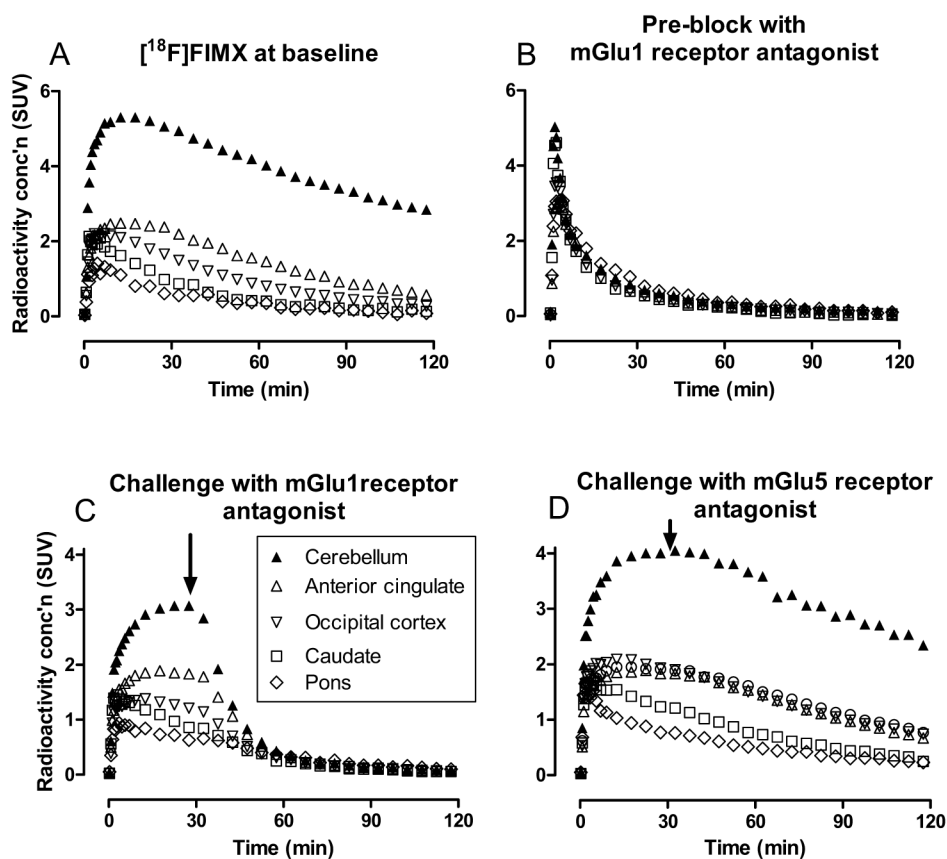 A
[18F]FIMX at baseline
Radioactivity conc'n (SUV)
6
4
2
0
0 30 60 90 120
Time (min)
B
Pre-block with
mGlu1 receptor antagonist
6
4
2
0
0 30 60 90 120
Time (min)
C
Challenge with mGlu1receptor
antagonist
Radioactivity conc'n (SUV)
4
3
2
1
0
0 30 60 90 120
Time (min)
Cerebellum
Anterior cingulate
Occipital cortex
Caudate
Pons
D
Challenge with mGlu5 receptor
antagonist
4
3
2
1
0
0 30 60 90 120
Time (min)